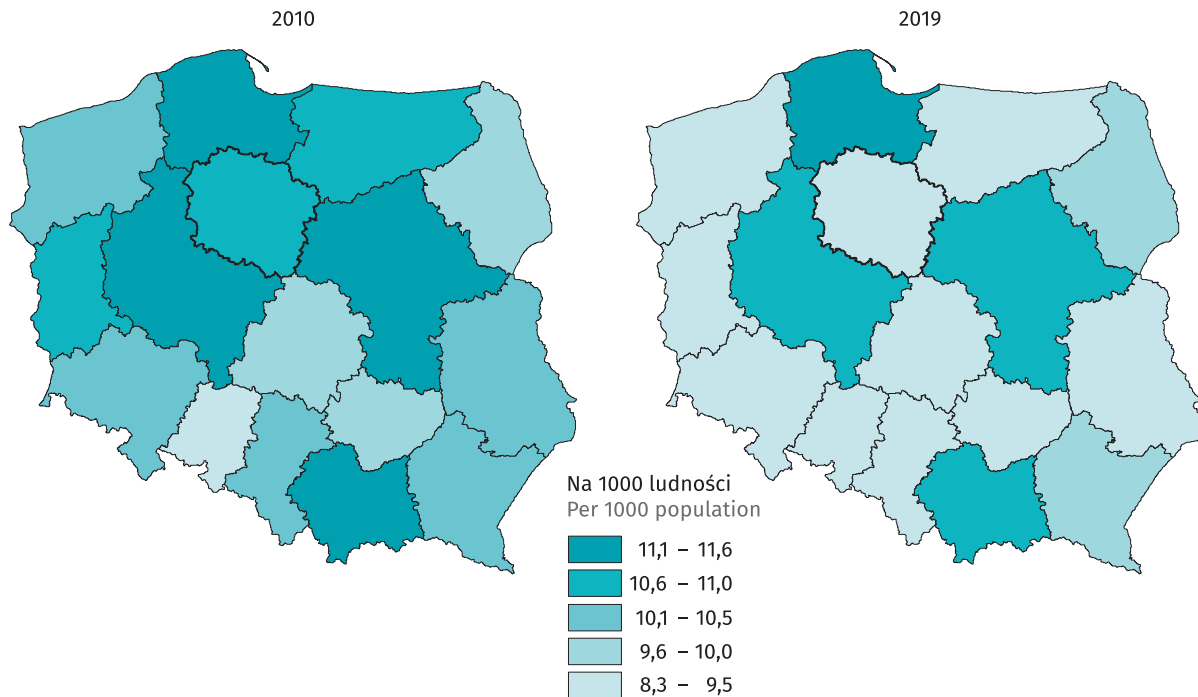 2010
2019
Na 1000 ludności
Per 1000 population
11,1 – 11,6
10,6 – 11,0
10,1 – 10,5
9,6 – 10,0
8,3 – 9,5